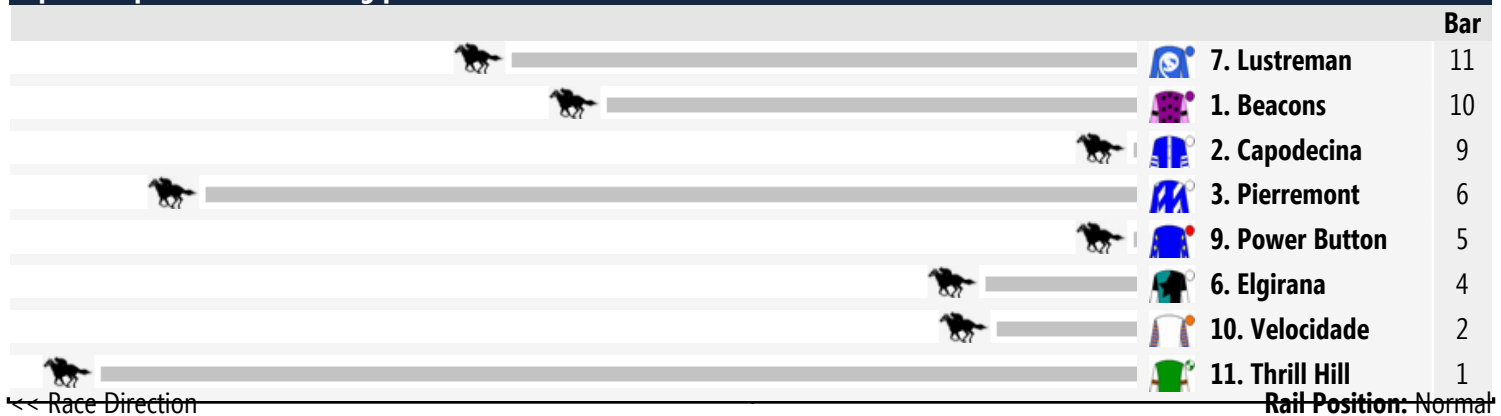 Bar
7. Lustreman 11
1. Beacons 10
2. Capodecina 9
3. Pierremont 6
9. Power Button 5
6. Elgirana 4
10. Velocidade 2
11. Thrill Hill 1
<< Race Direction Rail Position: Normal